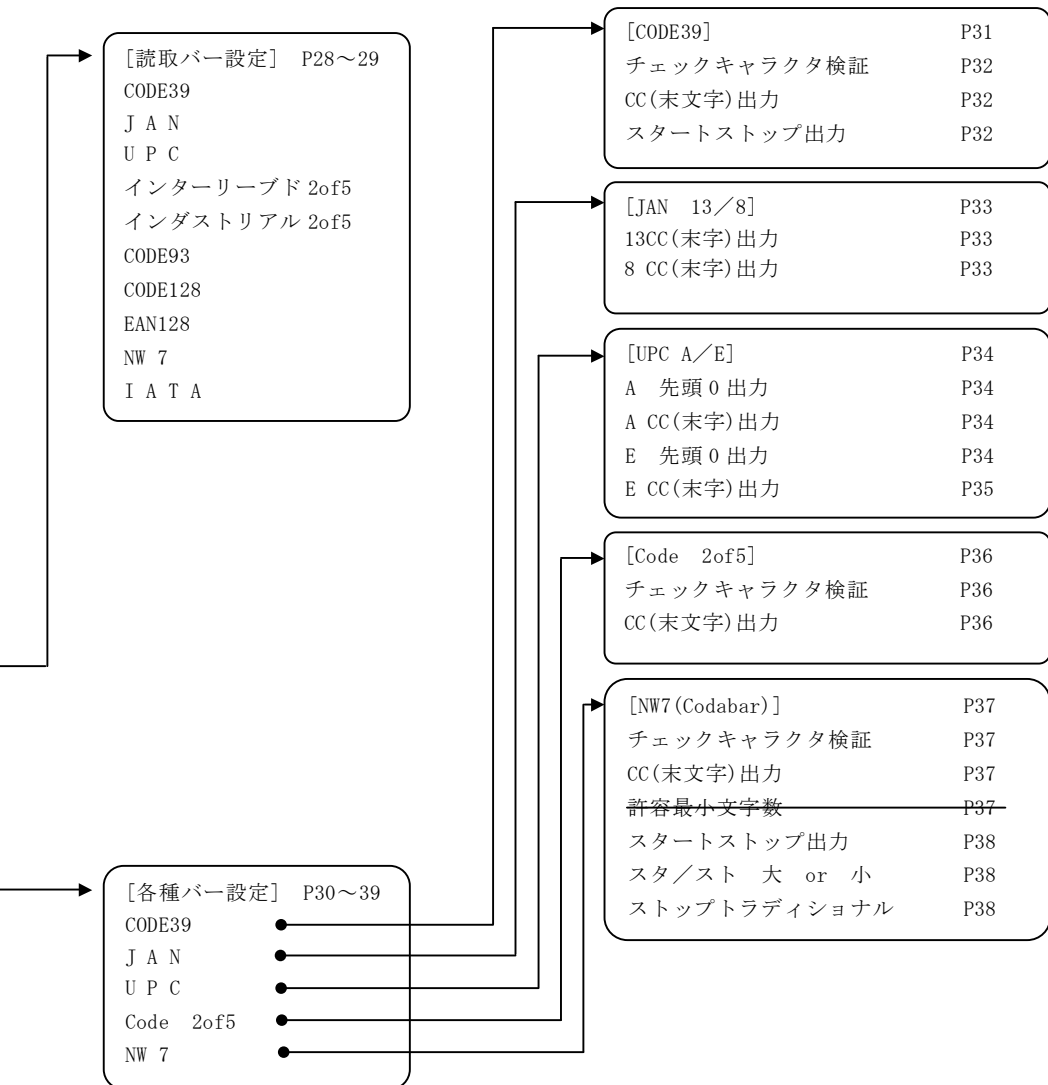 [読取バー設定]　P28～29
CODE39
J A N
U P C
インターリーブド 2of5
インダストリアル 2of5
CODE93
CODE128
EAN128
NW 7
I A T A
[各種バー設定]　P30～39
CODE39
J A N
U P C
Code　2of5
NW 7
[CODE39]　P31
チェックキャラクタ検証　P32
CC(末文字)出力　P32
スタートストップ出力　P32
[JAN　13／8]　P33
13CC(末字)出力　P33
8 CC(末字)出力　P33
[UPC A／E]　P34
A　先頭 0 出力　P34
A CC(末字)出力　P34
E　先頭 0 出力　P34
E CC(末字)出力　P35
[Code　2of5]　P36
チェックキャラクタ検証　P36
CC(末文字)出力　P36
[NW7(Codabar)]　P37
チェックキャラクタ検証　P37
CC(末文字)出力　P37
許容最小文字数　P37
スタートストップ出力　P38
スタ／スト　大　or　小　P38
ストップトラディショナル　P38